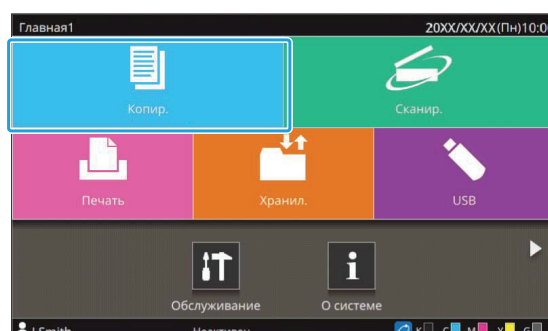 Главная1 20XX/XX/XX(Пн)10:0
Копир. Сканир.
Печать Хранил. USB
Обслуживание О системе